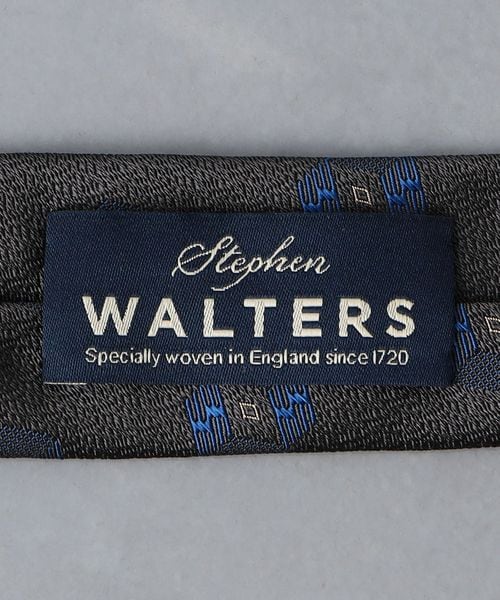 Stephen
WALTERS
Specially woven in England since 1720